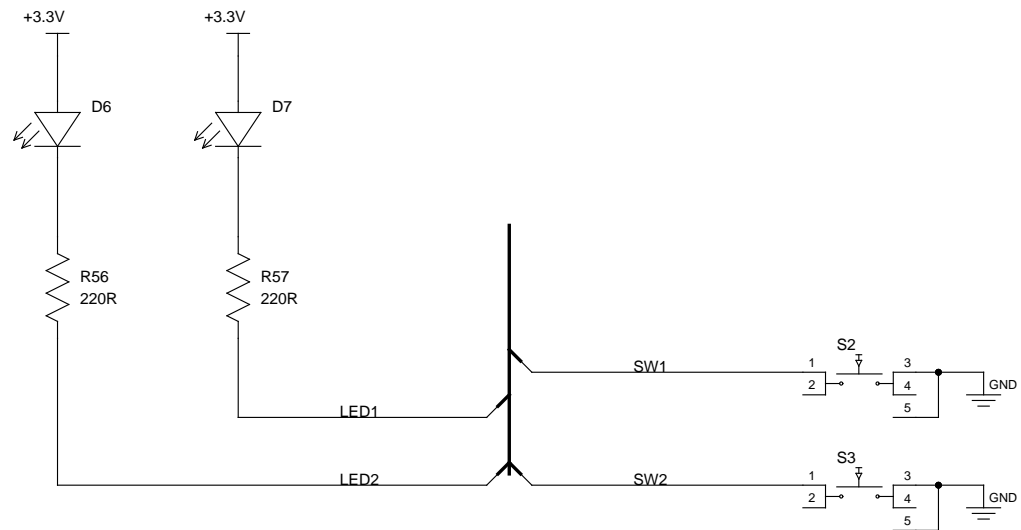 +3.3V
+3.3V
D6
D7
R56
220R
R57
220R
S2
SW1
1
3
2
4
GND
5
LED1
S3
LED2
SW2
1
3
2
4
GND
5